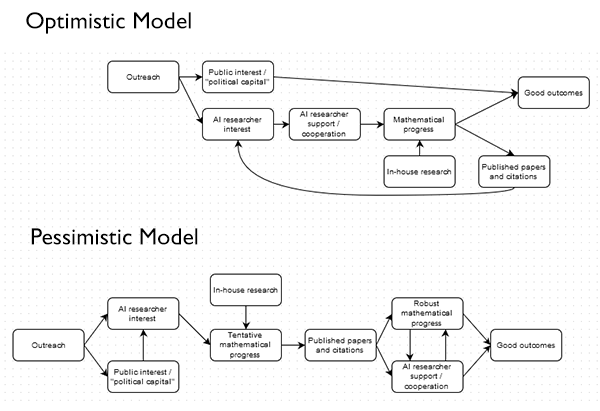 Optimistic Model
Outreach
Public interest /
"political capital"
Good outcomes
AI researcher
interest
AI researcher
support /
cooperation
Mathematical
progress
In-house research
Published papers
and citations
Pessimistic Model
In-house research
AI researcher
interest
Robust
mathematical
progress
Outreach
Tentative
mathematical
progress
Published papers
and citations
Good outcomes
Public interest /
"political capital"
AI researcher
support /
cooperation